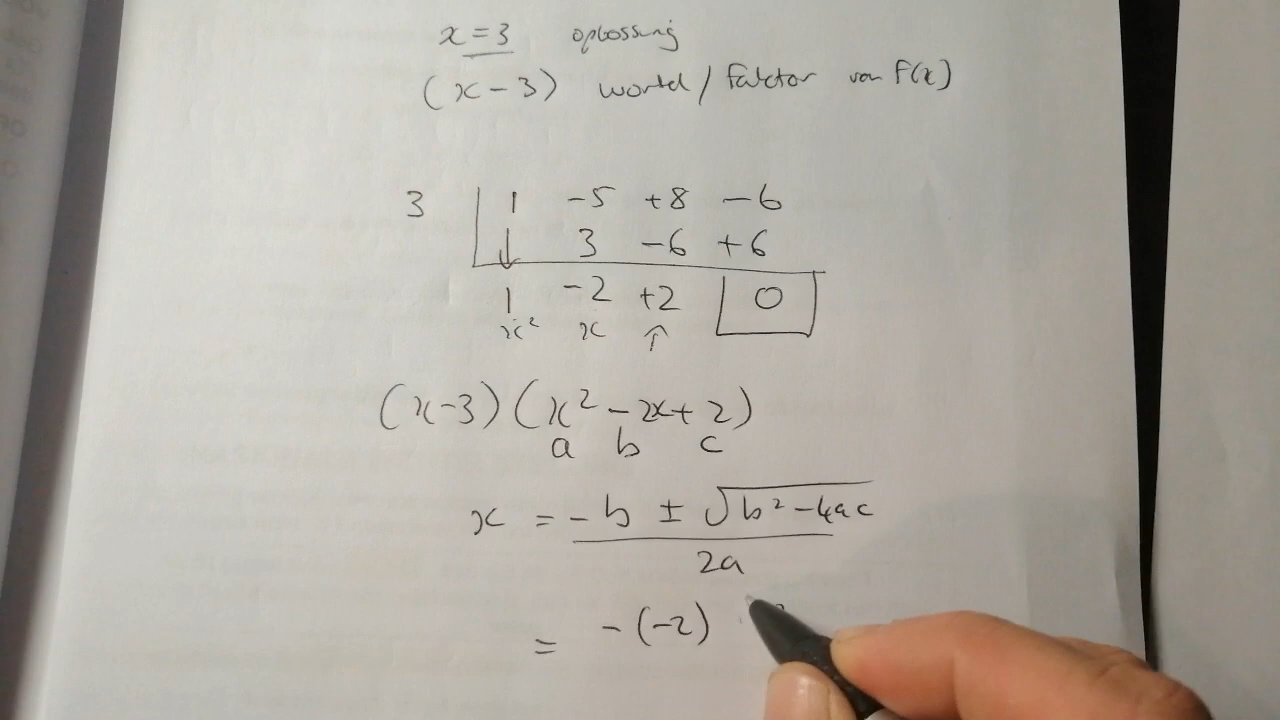 x = 3 oplossing
(x - 3) wortel / faktor van f(x)
3 1 -5 +8 -6
↓ 3 -6 +6
1 -2 +2 0
x² x ↑
(x-3)(x² - 2x + 2)
a b c
x = -b ± √b² - 4ac
2a
= -(-2)